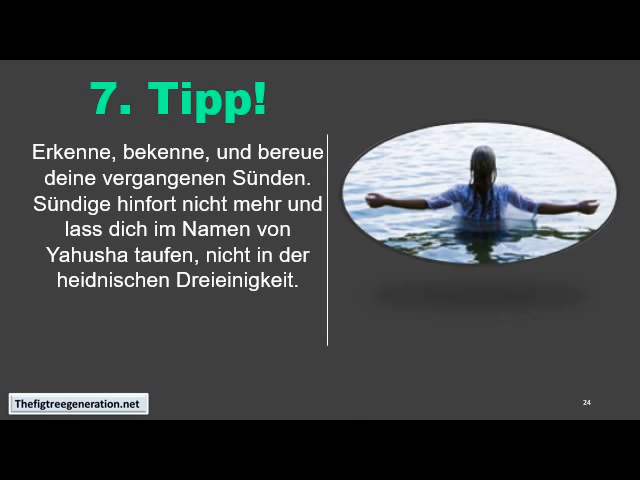 7. Tipp!
Erkenne, bekenne, und bereue
deine vergangenen Sünden.
Sündige hinfort nicht mehr und
lass dich im Namen von
Yahusha taufen, nicht in der
heidnischen Dreieinigkeit.
Thefigtreegeneration.net
24